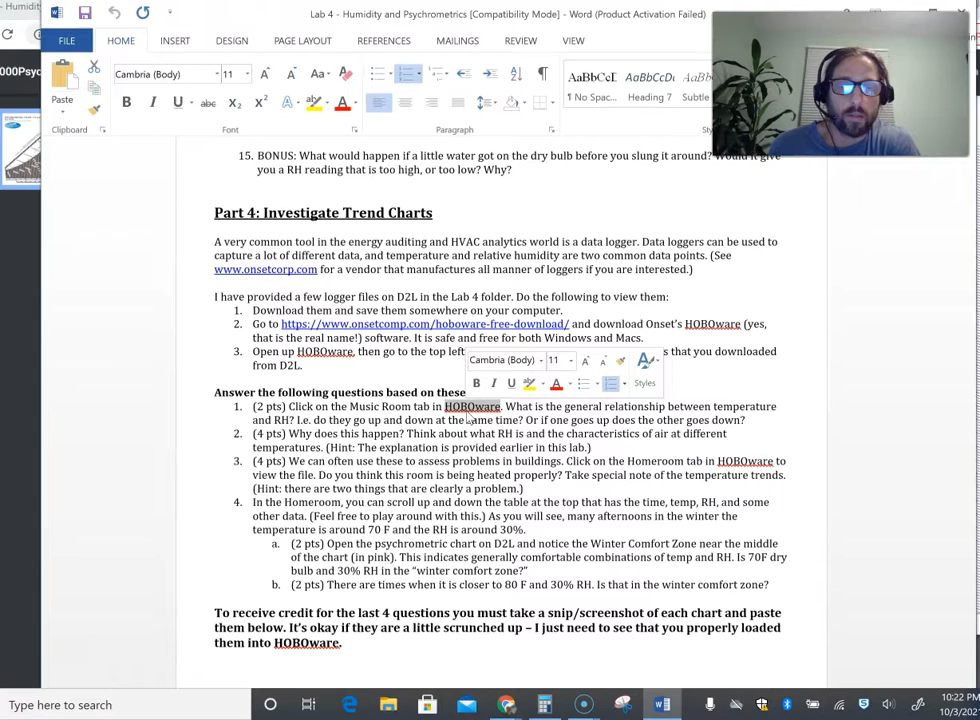 - Humidit
Lab 4 - Humidity and Psychrometrics [Compatibility Mode] - Word (Product Activation Failed)
FILE HOME INSERT DESIGN PAGE LAYOUT REFERENCES MAILINGS REVIEW VIEW
000Psyc
Paste
Cambria (Body) 11
AaBbCcD AaBbCcDc AaBbCcD
¶ No Spac... Heading 7 Subtle
Clipboard Font Paragraph
15. BONUS: What would happen if a little water got on the dry bulb before you slung it around? Would it give
you a RH reading that is too high, or too low? Why?
Part 4: Investigate Trend Charts
A very common tool in the energy auditing and HVAC analytics world is a data logger. Data loggers can be used to
capture a lot of different data, and temperature and relative humidity are two common data points. (See
www.onsetcorp.com for a vendor that manufactures all manner of loggers if you are interested.)
I have provided a few logger files on D2L in the Lab 4 folder. Do the following to view them:
1. Download them and save them somewhere on your computer.
2. Go to https://www.onsetcomp.com/hoboware-free-download/ and download Onset's HOBOware (yes,
that is the real name!) software. It is safe and free for both Windows and Macs.
3. Open up HOBOware, then go to the top left
s that you downloaded
from D2L.
Cambria (Body) 11
Styles
Answer the following questions based on these
1. (2 pts) Click on the Music Room tab in HOBOware. What is the general relationship between temperature
and RH? I.e. do they go up and down at the same time? Or if one goes up does the other goes down?
2. (4 pts) Why does this happen? Think about what RH is and the characteristics of air at different
temperatures. (Hint: The explanation is provided earlier in this lab.)
3. (4 pts) We can often use these to assess problems in buildings. Click on the Homeroom tab in HOBOware to
view the file. Do you think this room is being heated properly? Take special note of the temperature trends.
(Hint: there are two things that are clearly a problem.)
4. In the Homeroom, you can scroll up and down the table at the top that has the time, temp, RH, and some
other data. (Feel free to play around with this.) As you will see, many afternoons in the winter the
temperature is around 70 F and the RH is around 30%.
a. (2 pts) Open the psychrometric chart on D2L and notice the Winter Comfort Zone near the middle
of the chart (in pink). This indicates generally comfortable combinations of temp and RH. Is 70F dry
bulb and 30% RH in the "winter comfort zone?"
b. (2 pts) There are times when it is closer to 80 F and 30% RH. Is that in the winter comfort zone?
To receive credit for the last 4 questions you must take a snip/screenshot of each chart and paste
them below. It's okay if they are a little scrunched up – I just need to see that you properly loaded
them into HOBOware.
Type here to search
10:22 PM
10/3/202